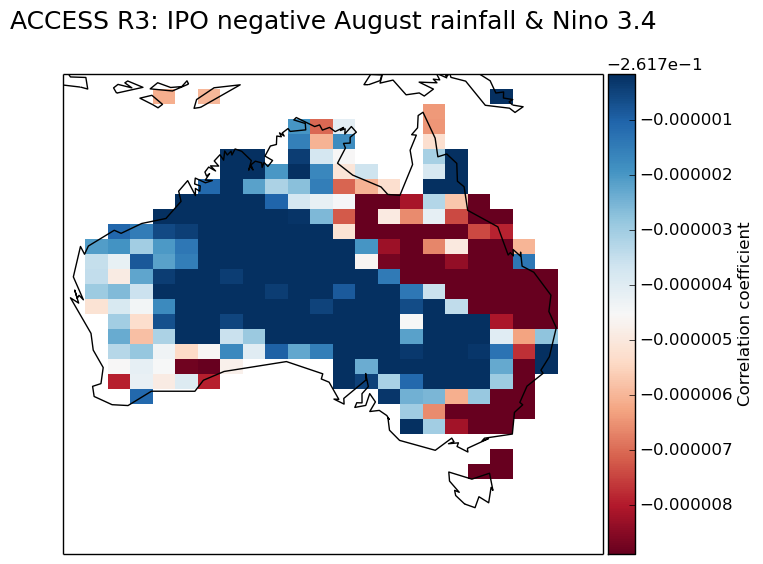 ACCESS R3: IPO negative August rainfall & Nino 3.4
−2.617e−1
−0.000001
−0.000002
−0.000003
−0.000004
−0.000005
−0.000006
−0.000007
−0.000008
Correlation coefficient